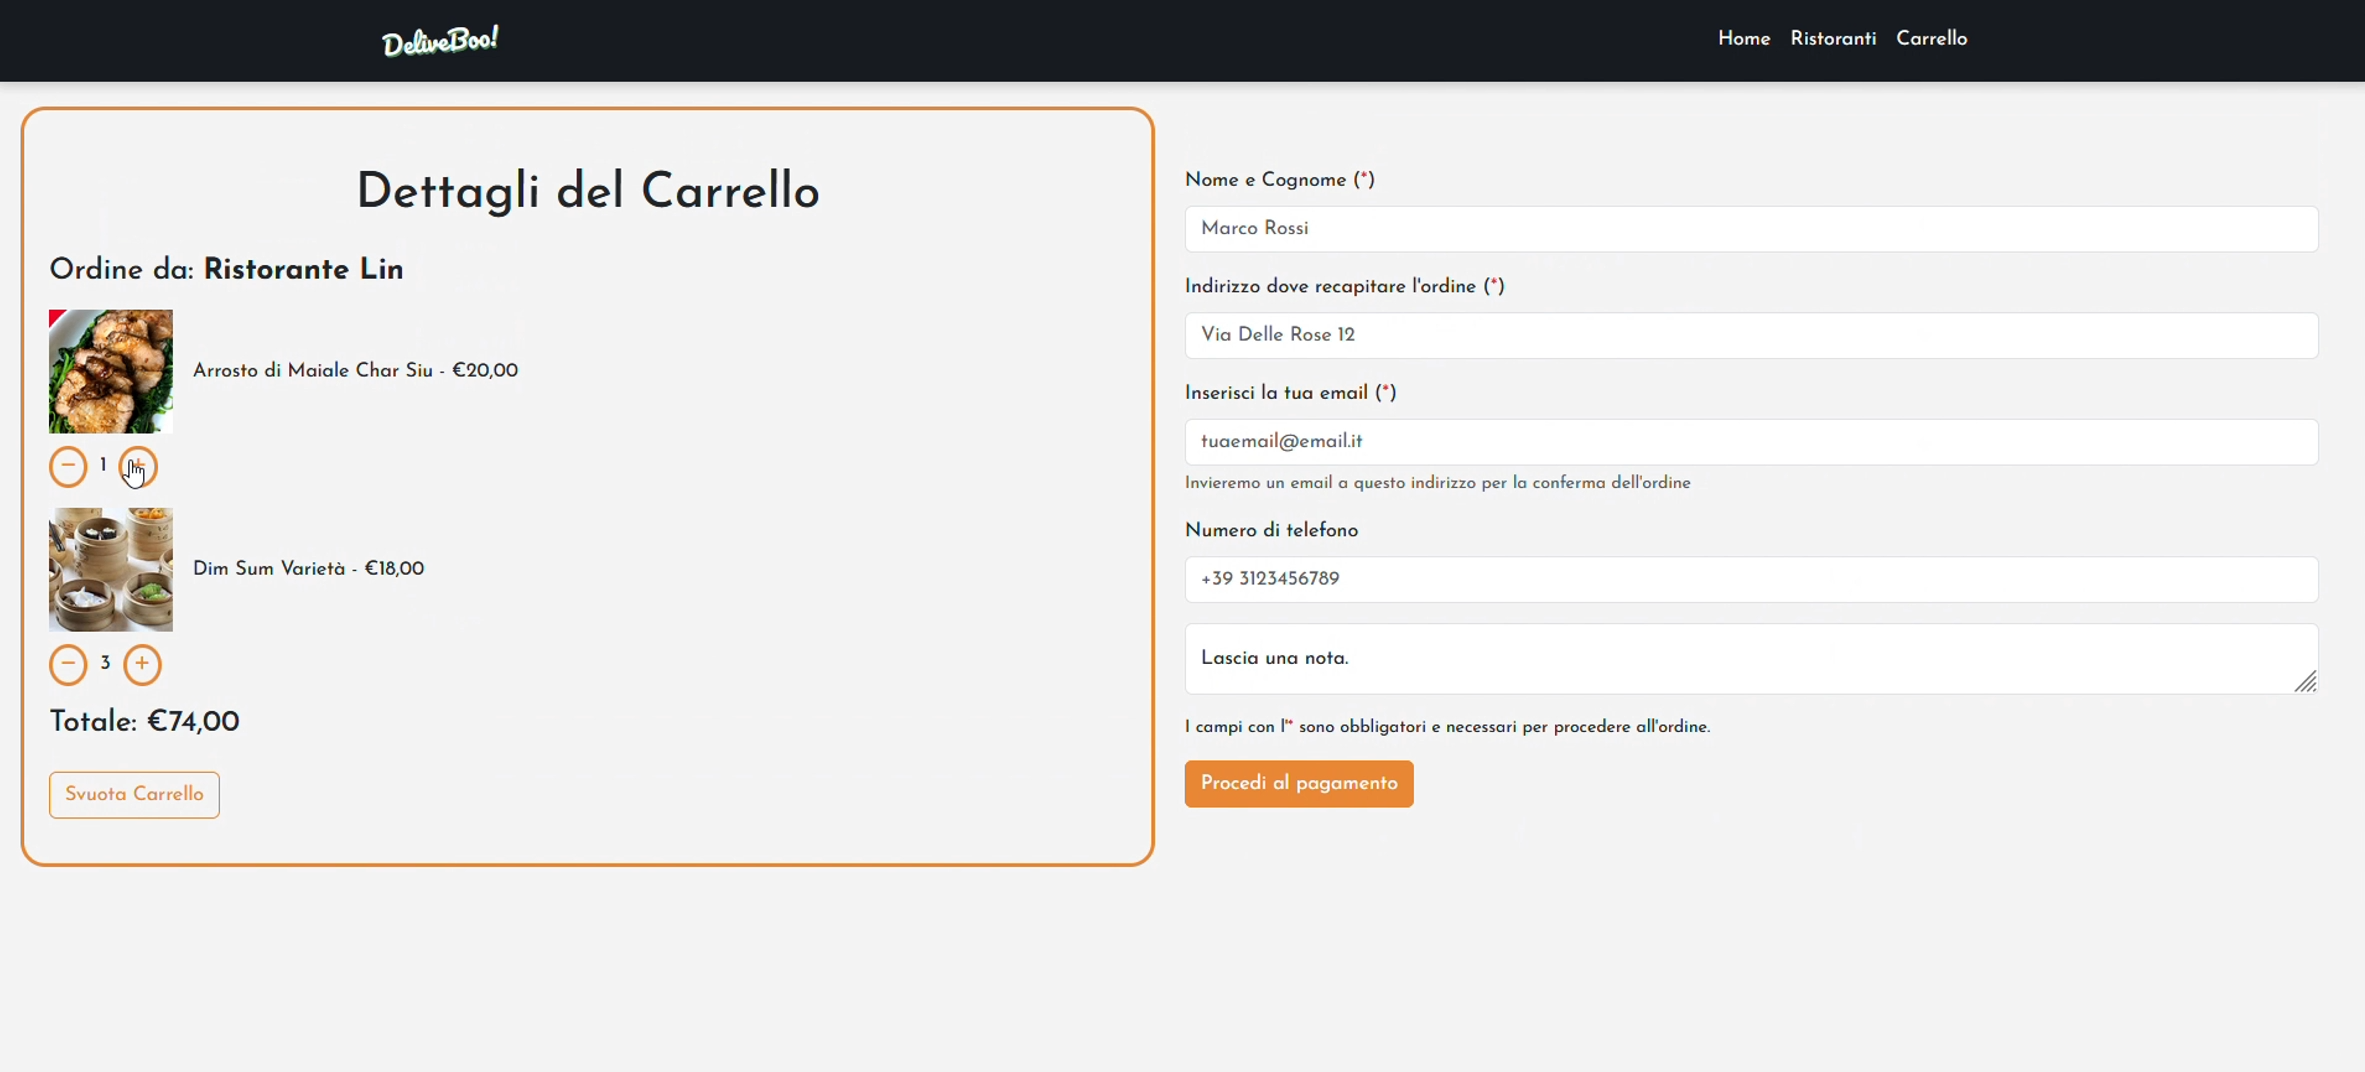 DeliveBoo!
Home Ristoranti Carrello
Dettagli del Carrello
Ordine da: Ristorante Lin
Arrosto di Maiale Char Siu - €20,00
− 1 +
Dim Sum Varietà - €18,00
− 3 +
Totale: €74,00
Svuota Carrello
Nome e Cognome (*)
Marco Rossi
Indirizzo dove recapitare l'ordine (*)
Via Delle Rose 12
Inserisci la tua email (*)
tuaemail@email.it
Invieremo un email a questo indirizzo per la conferma dell'ordine
Numero di telefono
+39 3123456789
Lascia una nota.
I campi con l'* sono obbligatori e necessari per procedere all'ordine.
Procedi al pagamento